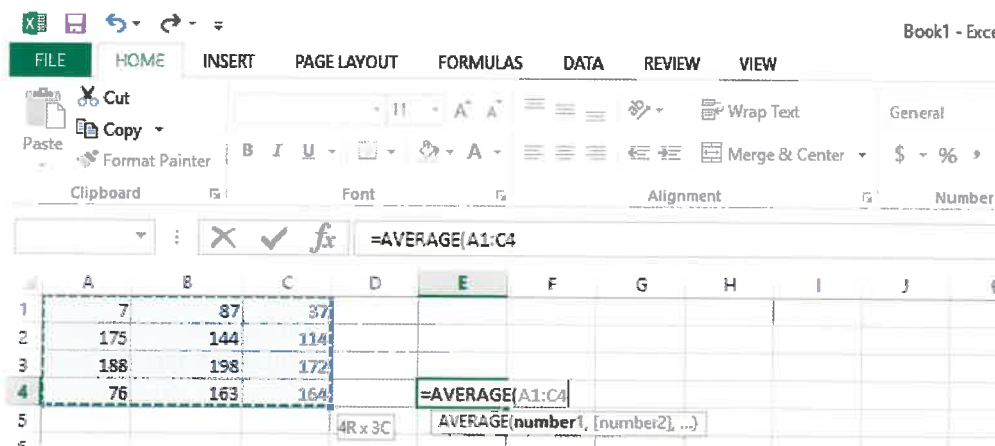 Book1 - Exce
FILE HOME INSERT PAGE LAYOUT FORMULAS DATA REVIEW VIEW
Cut
Copy
Paste
Format Painter
11 A A
B I U A
Wrap Text
Merge & Center
General
$ % ,
Clipboard Font Alignment Number
fx =AVERAGE(A1:C4
A B C D E F G H I J
1 7 87 37
2 175 144 114
3 188 198 172
4 76 163 164 =AVERAGE(A1:C4
5 4R x 3C AVERAGE(number1, [number2], ...)